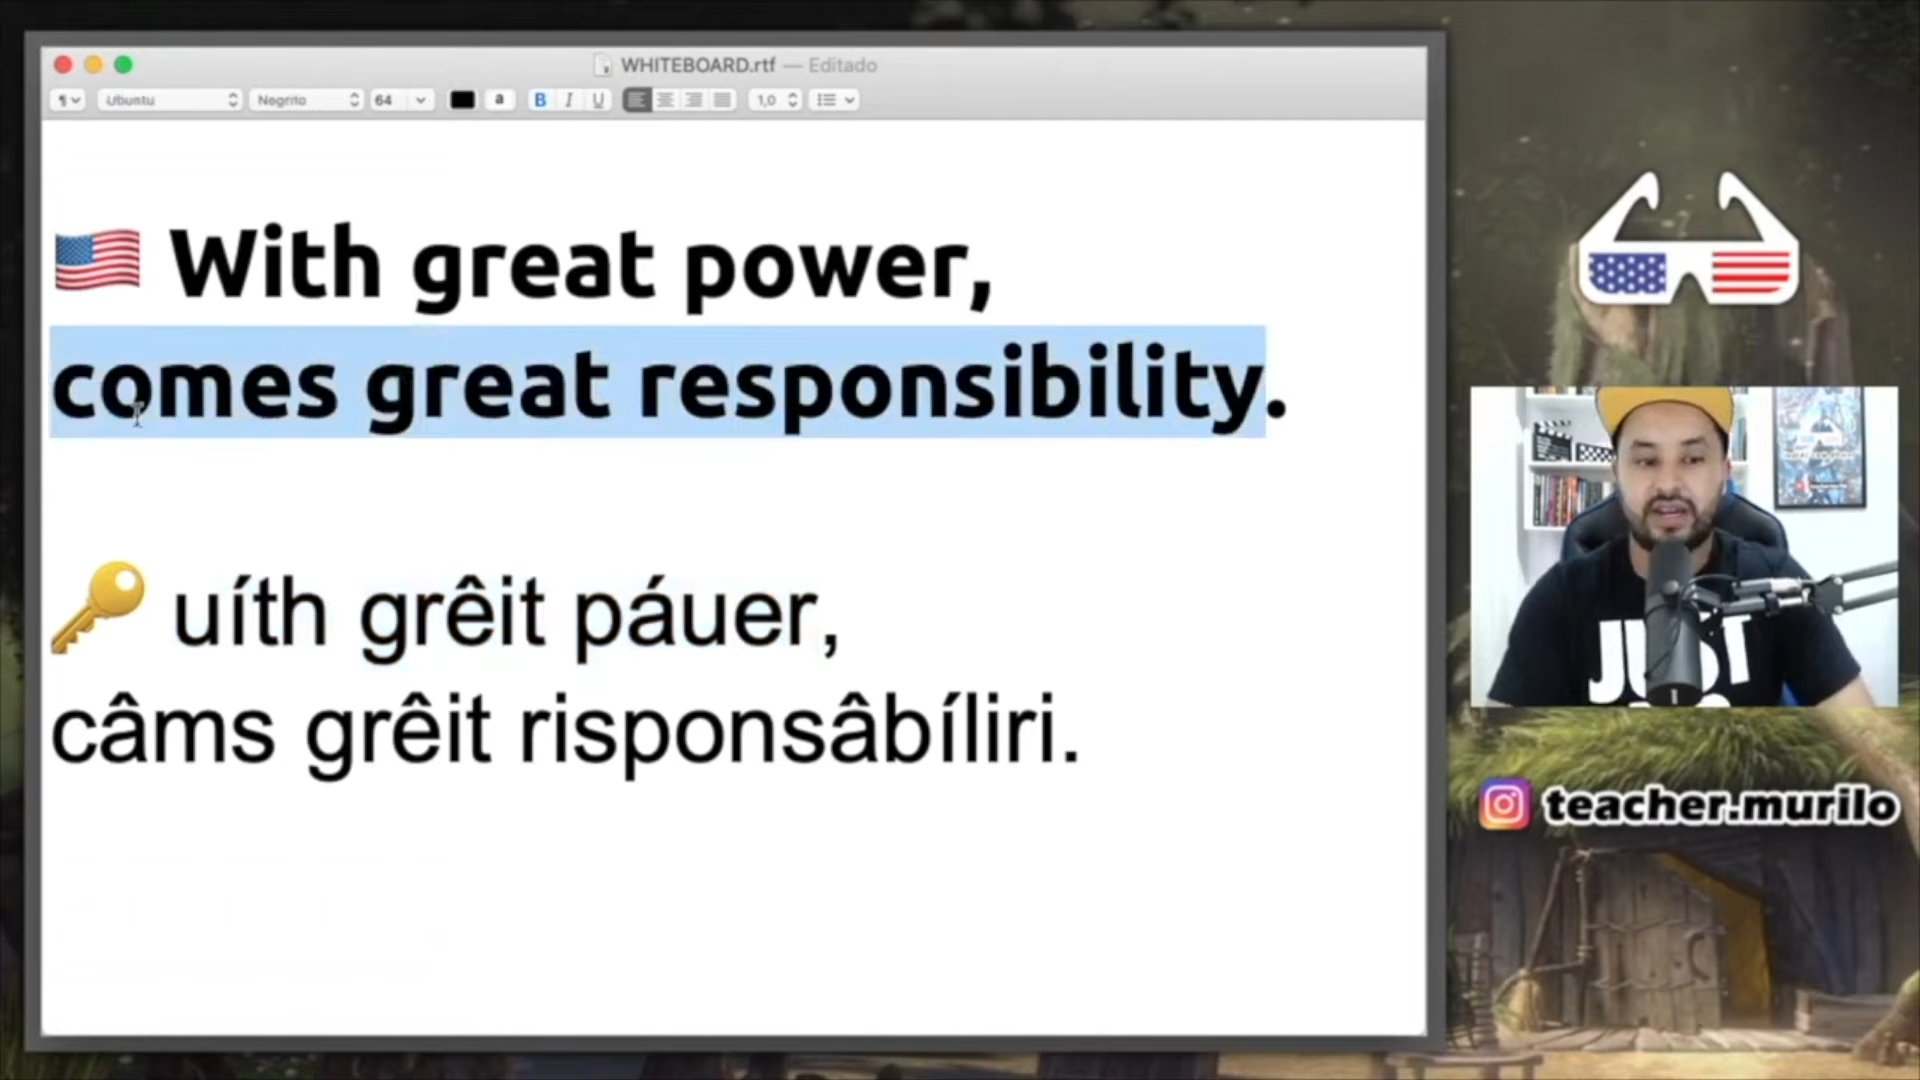 WHITEBOARD.rtf — Editado
¶ Ubuntu Negrito 64 a B I U 1,0
🇺🇸 With great power,
comes great responsibility.
🔑 uíth grêit páuer,
câms grêit risponsâbíliri.
JUST
teacher.murilo